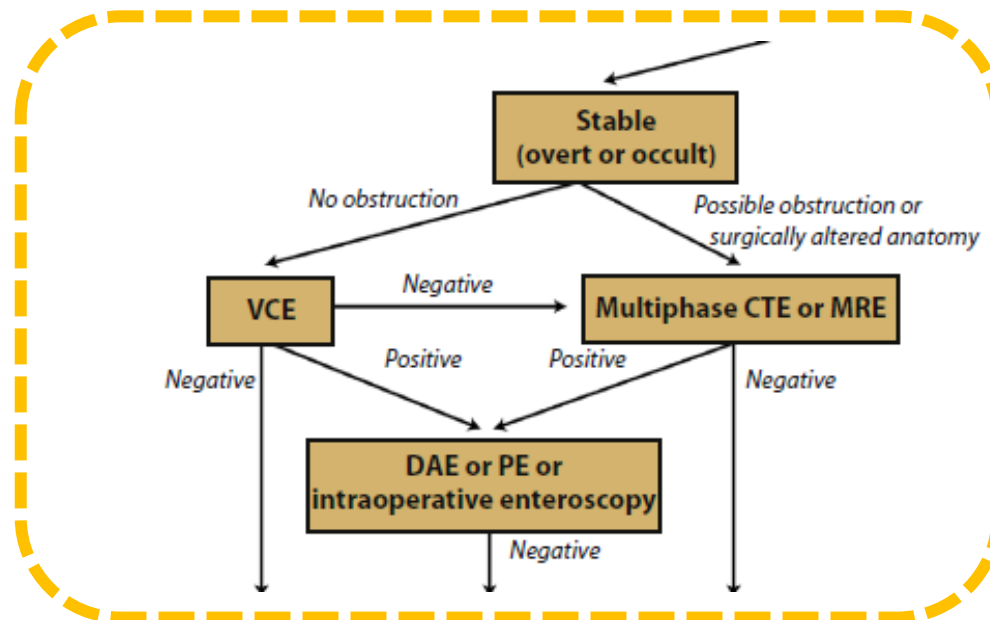 Stable
(overt or occult)
No obstruction
Possible obstruction or
surgically altered anatomy
VCE
Negative
Multiphase CTE or MRE
Negative
Positive
Positive
Negative
DAE or PE or
intraoperative enteroscopy
Negative